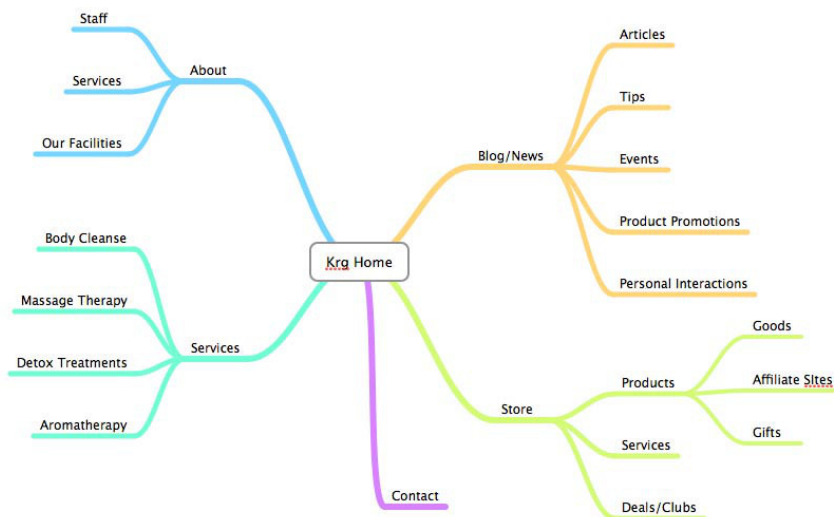 Staff
About
Services
Our Facilities
Articles
Tips
Blog/News
Events
Product Promotions
Personal Interactions
Krg Home
Body Cleanse
Massage Therapy
Services
Detox Treatments
Aromatherapy
Contact
Store
Products
Goods
Affiliate SItes
Gifts
Services
Deals/Clubs